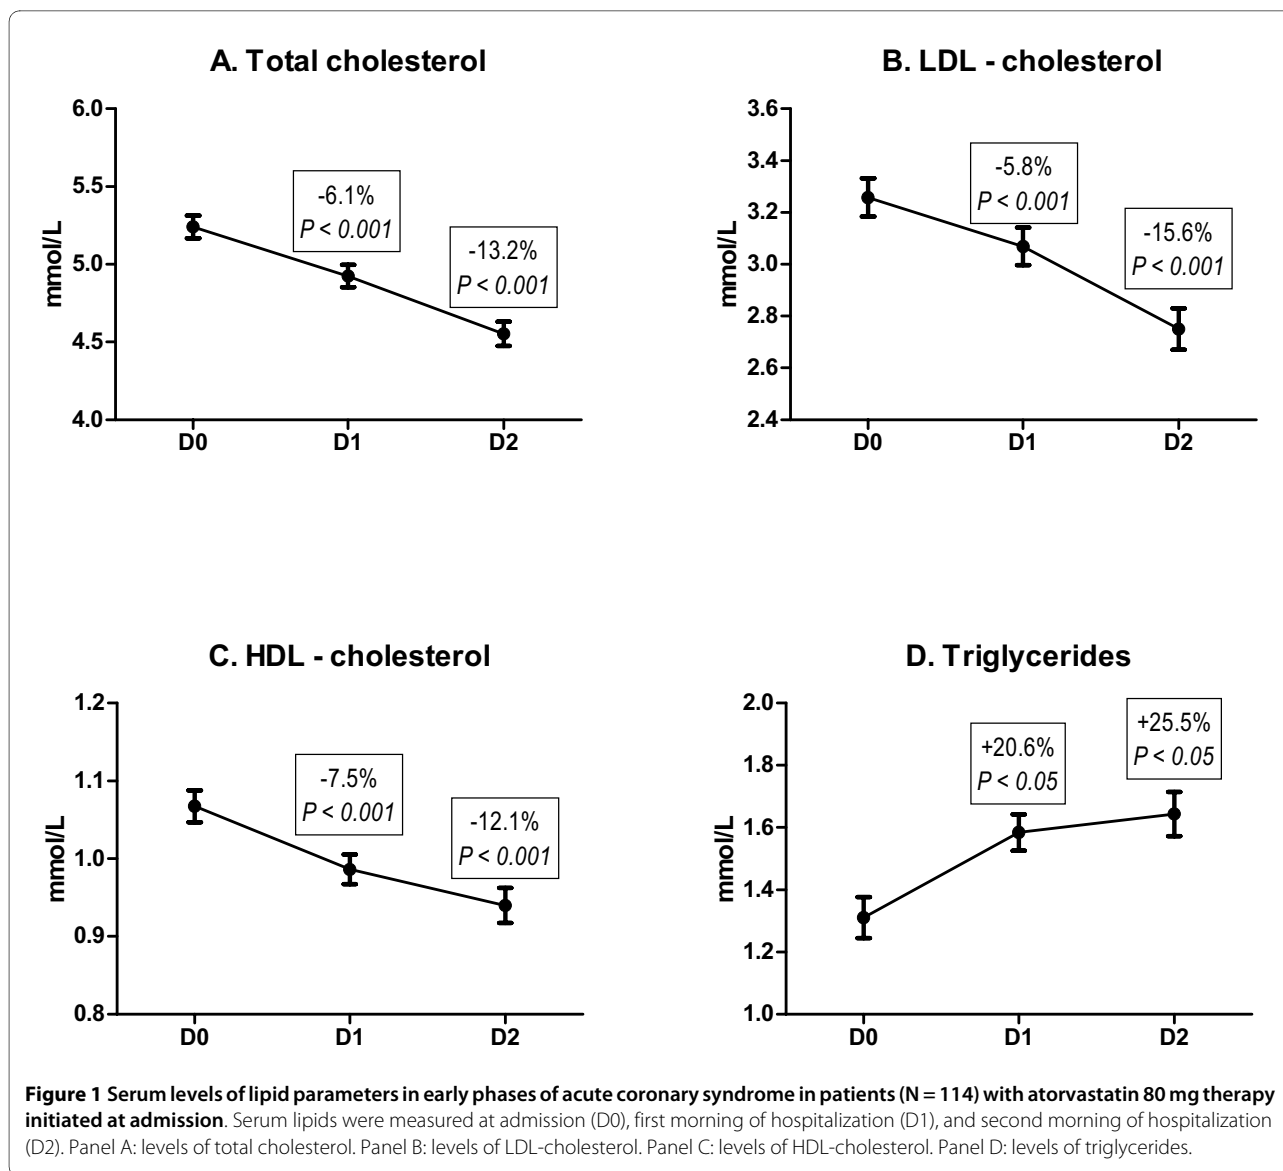 A. Total cholesterol
mmol/L
6.0
5.5
5.0
4.5
4.0
-6.1%
P < 0.001
-13.2%
P < 0.001
D0 D1 D2
B. LDL - cholesterol
mmol/L
3.6
3.4
3.2
3.0
2.8
2.6
2.4
-5.8%
P < 0.001
-15.6%
P < 0.001
D0 D1 D2
C. HDL - cholesterol
mmol/L
1.2
1.1
1.0
0.9
0.8
-7.5%
P < 0.001
-12.1%
P < 0.001
D0 D1 D2
D. Triglycerides
mmol/L
2.0
1.8
1.6
1.4
1.2
1.0
+20.6%
P < 0.05
+25.5%
P < 0.05
D0 D1 D2
Figure 1 Serum levels of lipid parameters in early phases of acute coronary syndrome in patients (N = 114) with atorvastatin 80 mg therapy
initiated at admission. Serum lipids were measured at admission (D0), first morning of hospitalization (D1), and second morning of hospitalization
(D2). Panel A: levels of total cholesterol. Panel B: levels of LDL-cholesterol. Panel C: levels of HDL-cholesterol. Panel D: levels of triglycerides.